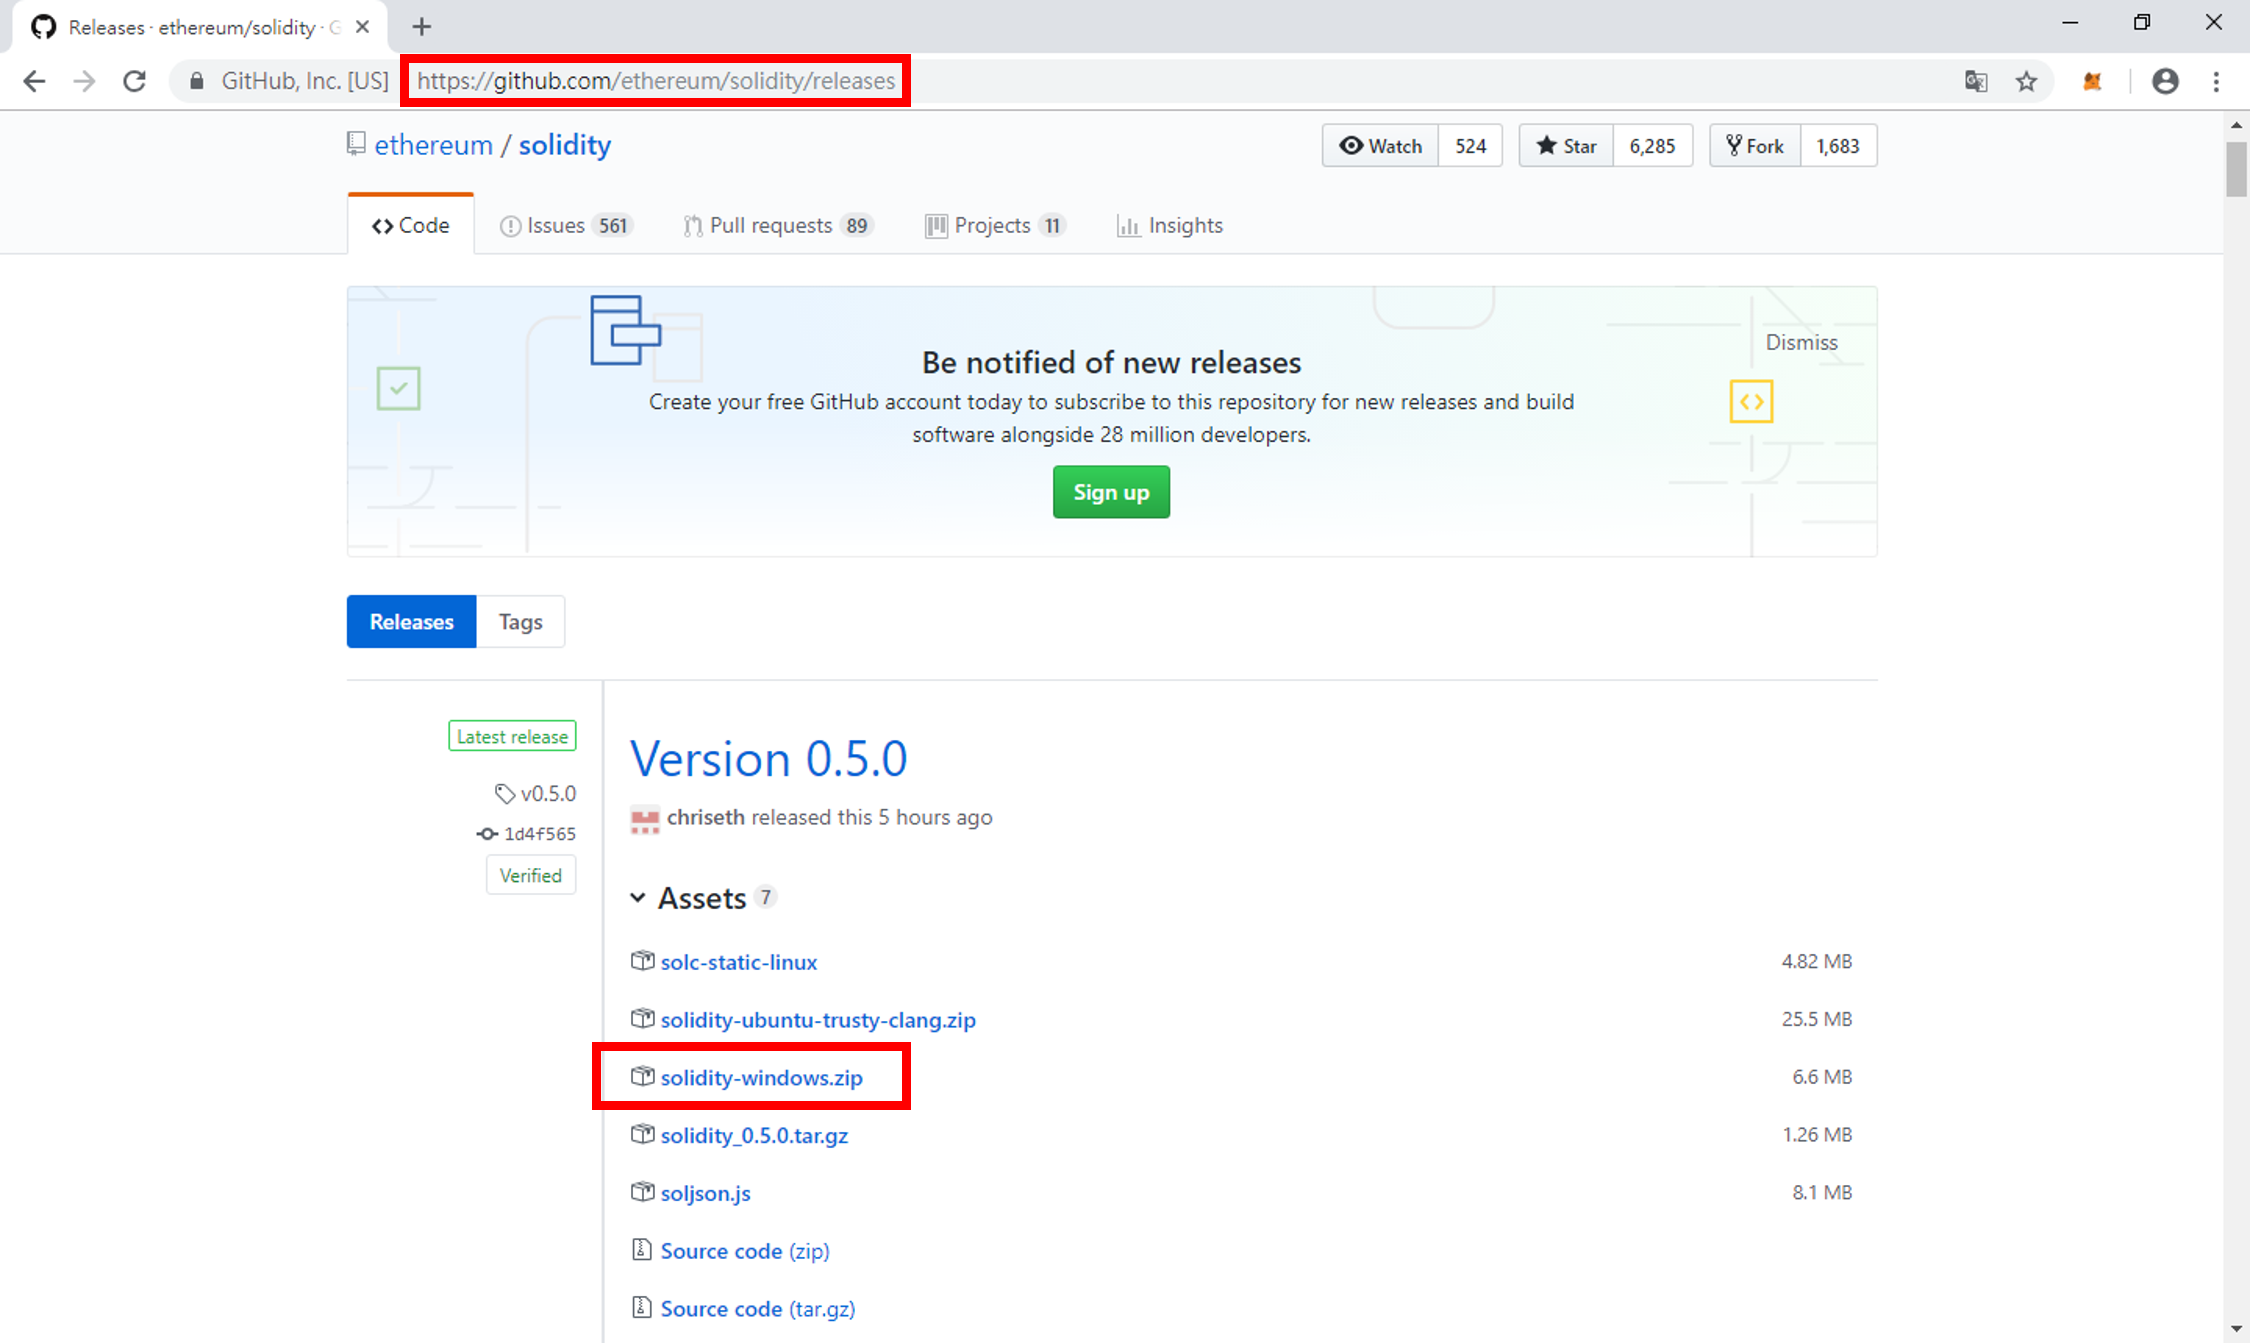 Releases · ethereum/solidity · G
GitHub, Inc. [US] https://github.com/ethereum/solidity/releases
ethereum / solidity
Watch 524 Star 6,285 Fork 1,683
Code Issues 561 Pull requests 89 Projects 11 Insights
Be notified of new releases
Dismiss
Create your free GitHub account today to subscribe to this repository for new releases and build
software alongside 28 million developers.
Sign up
Releases Tags
Latest release
v0.5.0
1d4f565
Verified
Version 0.5.0
chriseth released this 5 hours ago
Assets 7
solc-static-linux 4.82 MB
solidity-ubuntu-trusty-clang.zip 25.5 MB
solidity-windows.zip 6.6 MB
solidity_0.5.0.tar.gz 1.26 MB
soljson.js 8.1 MB
Source code (zip)
Source code (tar.gz)